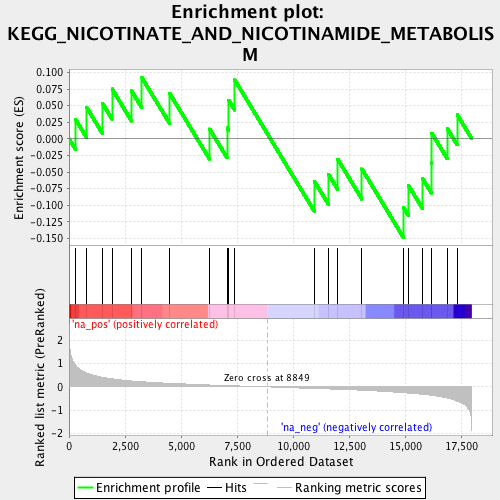 Enrichment plot:
KEGG_NICOTINATE_AND_NICOTINAMIDE_METABOLIS
M
Enrichment score (ES)
0.100
0.075
0.050
0.025
0.000
-0.025
-0.050
-0.075
-0.100
-0.125
-0.150
'na_pos' (positively correlated)
Ranked list metric (PreRanked)
2
1
0
-1
-2
Zero cross at 8849
'na_neg' (negatively correlated)
0 2,500 5,000 7,500 10,000 12,500 15,000 17,500
Rank in Ordered Dataset
Enrichment profile Hits Ranking metric scores